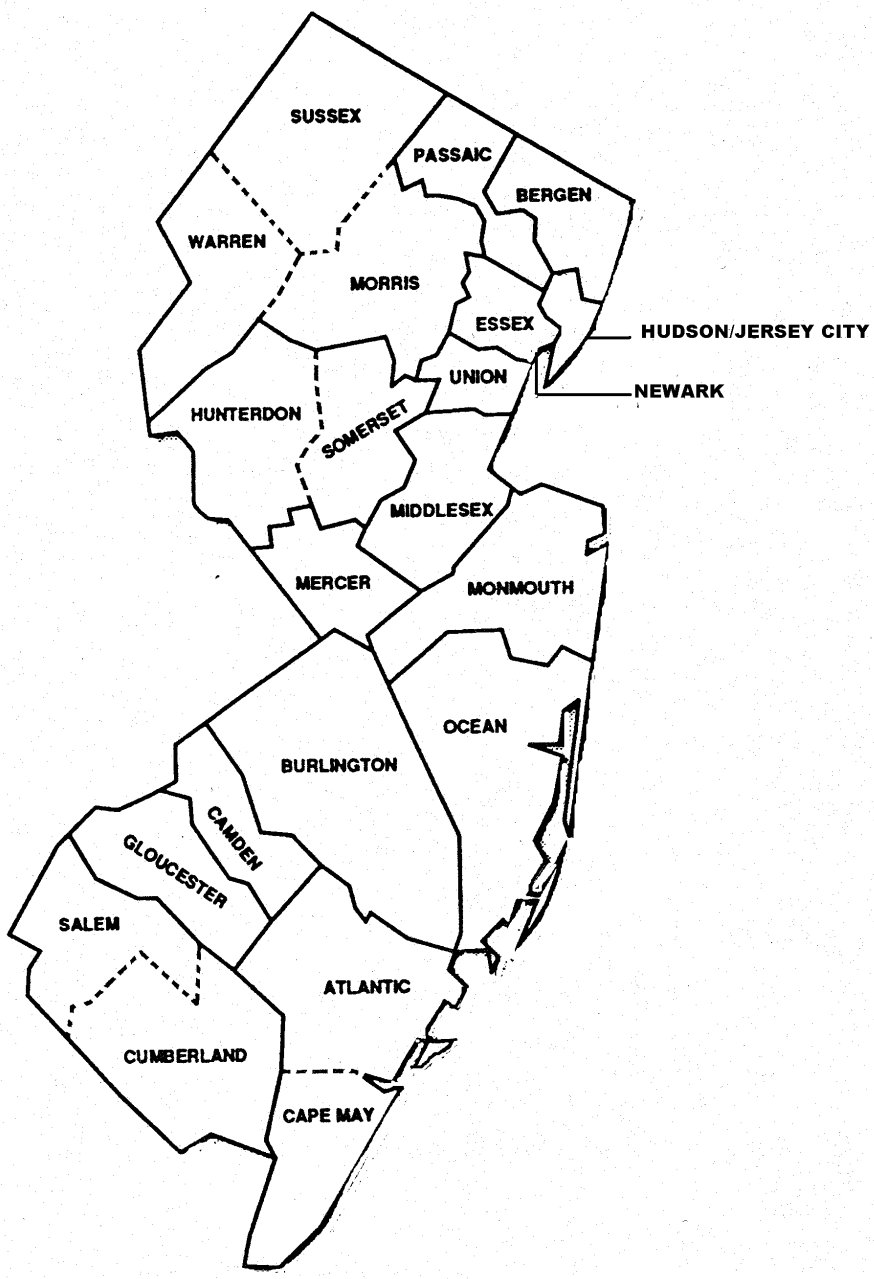 SUSSEX
PASSAIC
BERGEN
WARREN
MORRIS
ESSEX
HUDSON/JERSEY CITY
UNION
NEWARK
HUNTERDON
SOMERSET
MIDDLESEX
MERCER
MONMOUTH
OCEAN
BURLINGTON
CAMDEN
GLOUCESTER
SALEM
ATLANTIC
CUMBERLAND
CAPE MAY